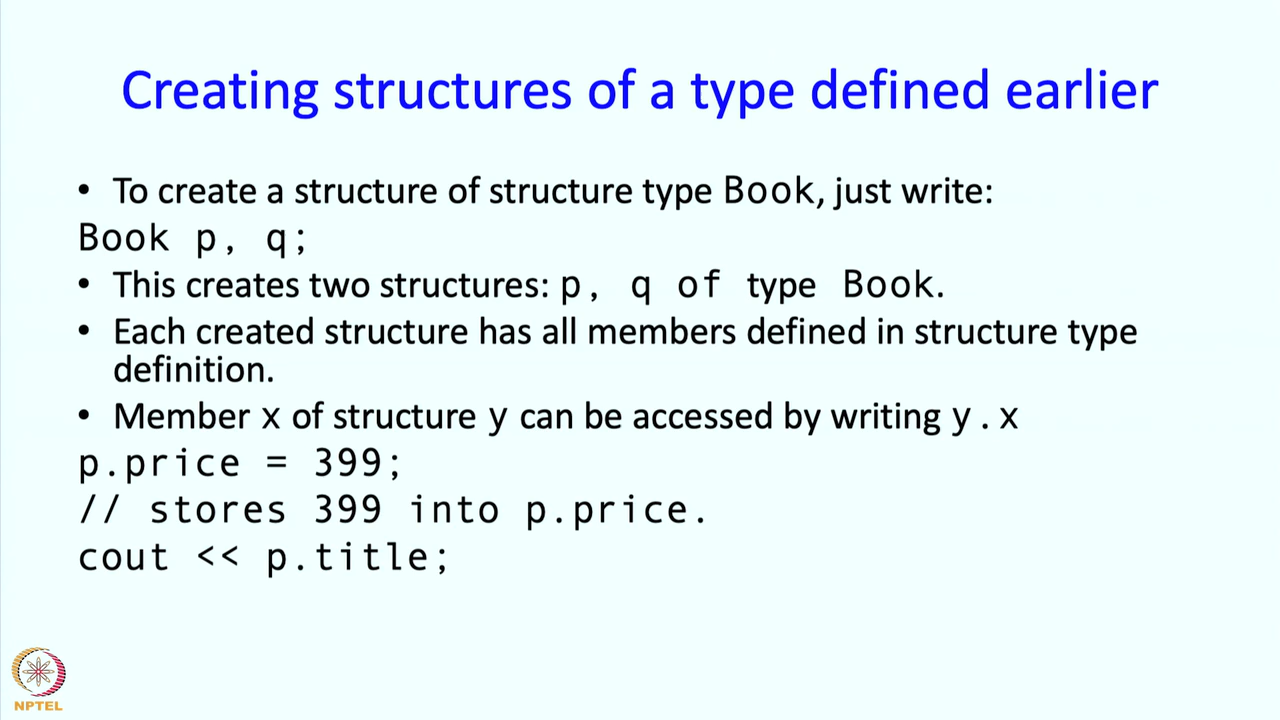 Creating structures of a type defined earlier
• To create a structure of structure type Book, just write:
Book p, q;
• This creates two structures: p, q of type Book.
• Each created structure has all members defined in structure type
definition.
• Member x of structure y can be accessed by writing y.x
p.price = 399;
// stores 399 into p.price.
cout << p.title;
NPTEL